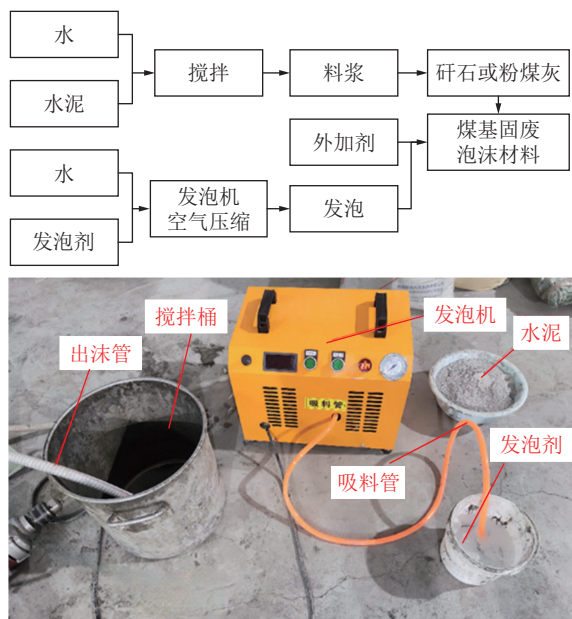 水
搅拌
料浆
矸石或粉煤灰
水泥
外加剂
煤基固废
泡沫材料
水
发泡机
空气压缩
发泡
发泡剂
搅拌桶
发泡机
出沫管
水泥
吸料管
发泡剂
吸料管